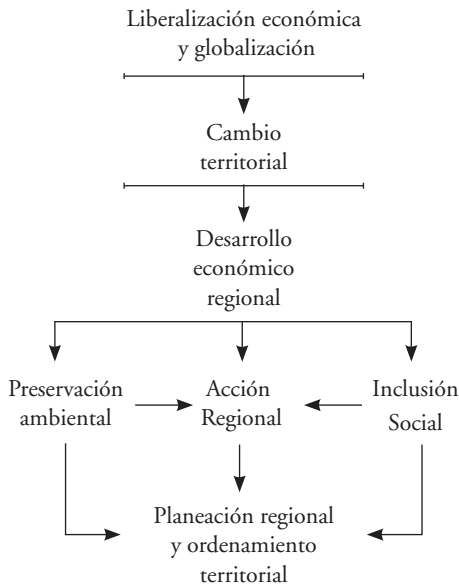 Liberalización económica
y globalización
Cambio
territorial
Desarrollo
económico
regional
Preservación
ambiental
Acción
Regional
Inclusión
Social
Planeación regional
y ordenamiento
territorial